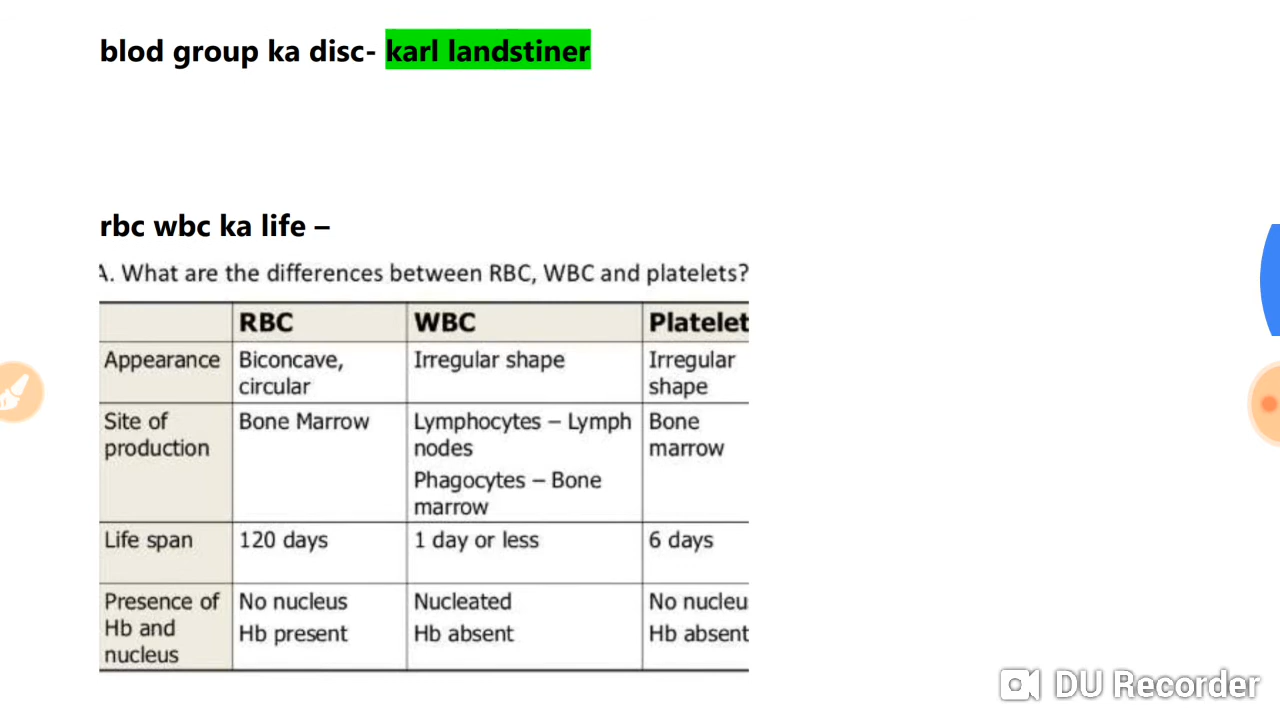 blod group ka disc- karl landstiner
rbc wbc ka life –
A. What are the differences between RBC, WBC and platelets?
RBC WBC Platelet
Appearance Biconcave, circular Irregular shape Irregular shape
Site of production Bone Marrow Lymphocytes – Lymph nodes Phagocytes – Bone marrow Bone marrow
Life span 120 days 1 day or less 6 days
Presence of Hb and nucleus No nucleus Hb present Nucleated Hb absent No nucleu Hb absent
DU Recorder